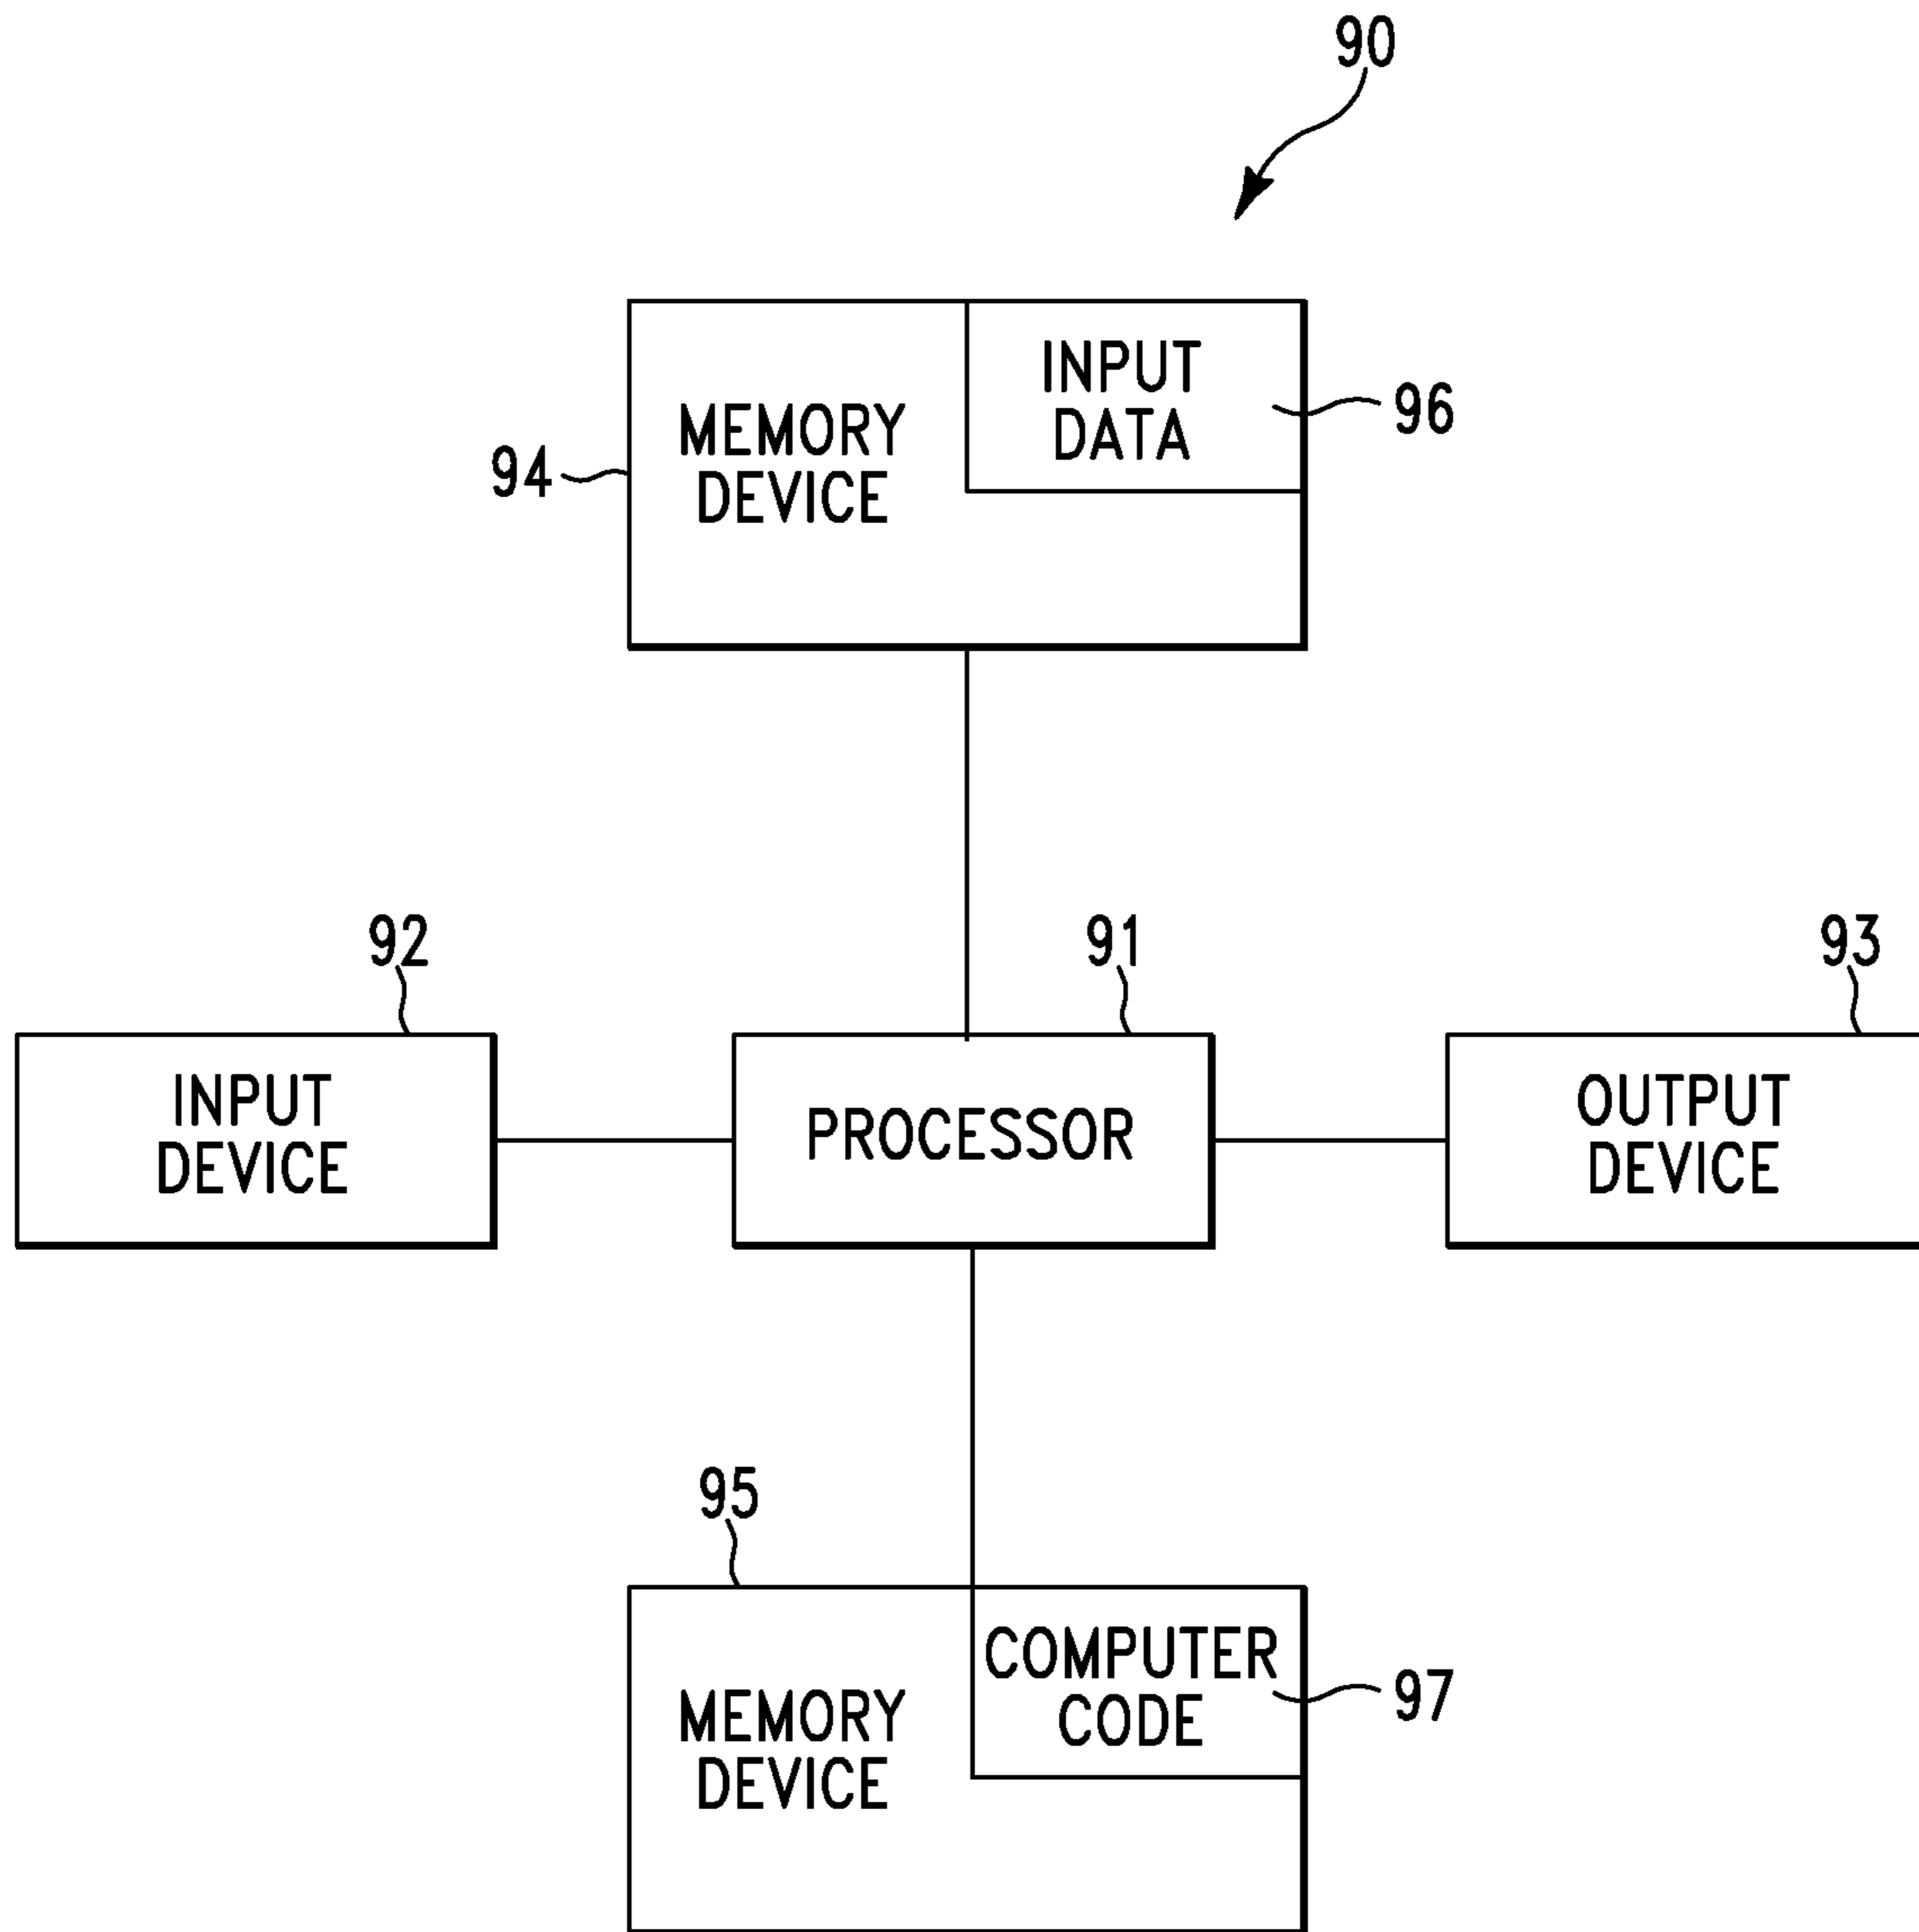 90
INPUT
DATA
96
MEMORY
DEVICE
94
92
91
93
INPUT
DEVICE
PROCESSOR
OUTPUT
DEVICE
95
COMPUTER
CODE
97
MEMORY
DEVICE